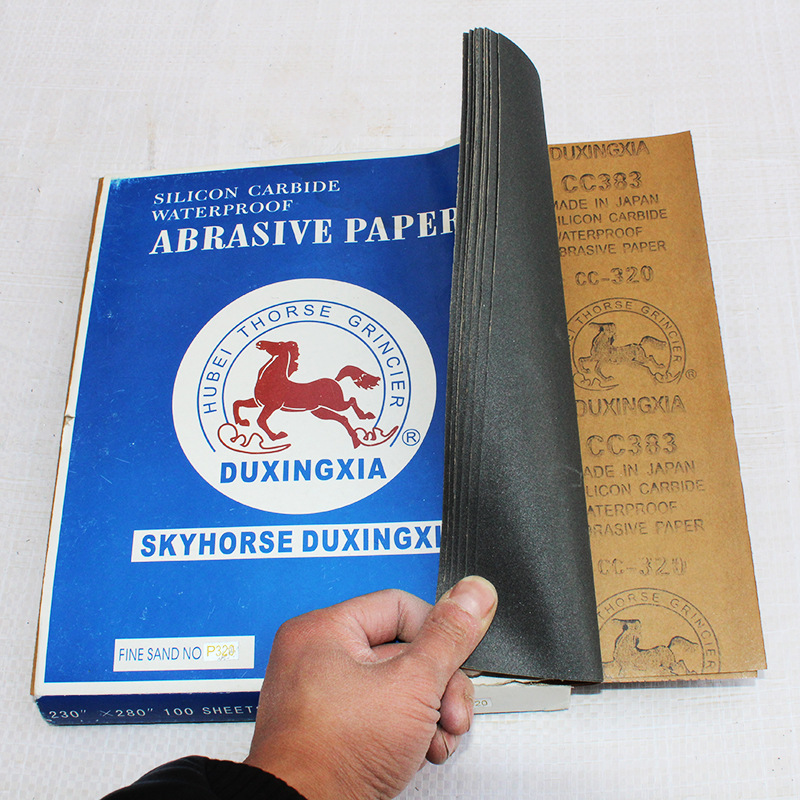 SILICON CARBIDE
WATERPROOF
ABRASIVE PAPER
HUBEI THORSE GRINCIER
®
DUXINGXIA
SKYHORSE DUXINGXI
FINE SAND NO P320
230" ×280" 100 SHEETS
20
DUXINGXIA
CC383
MADE IN JAPAN
SILICON CARBIDE
WATERPROOF
ABRASIVE PAPER
CC-320
THORSE GRINCIER
®
DUXINGXIA
CC383
MADE IN JAPAN
SILICON CARBIDE
WATERPROOF
ABRASIVE PAPER
CC-320
THORSE GRINCIER